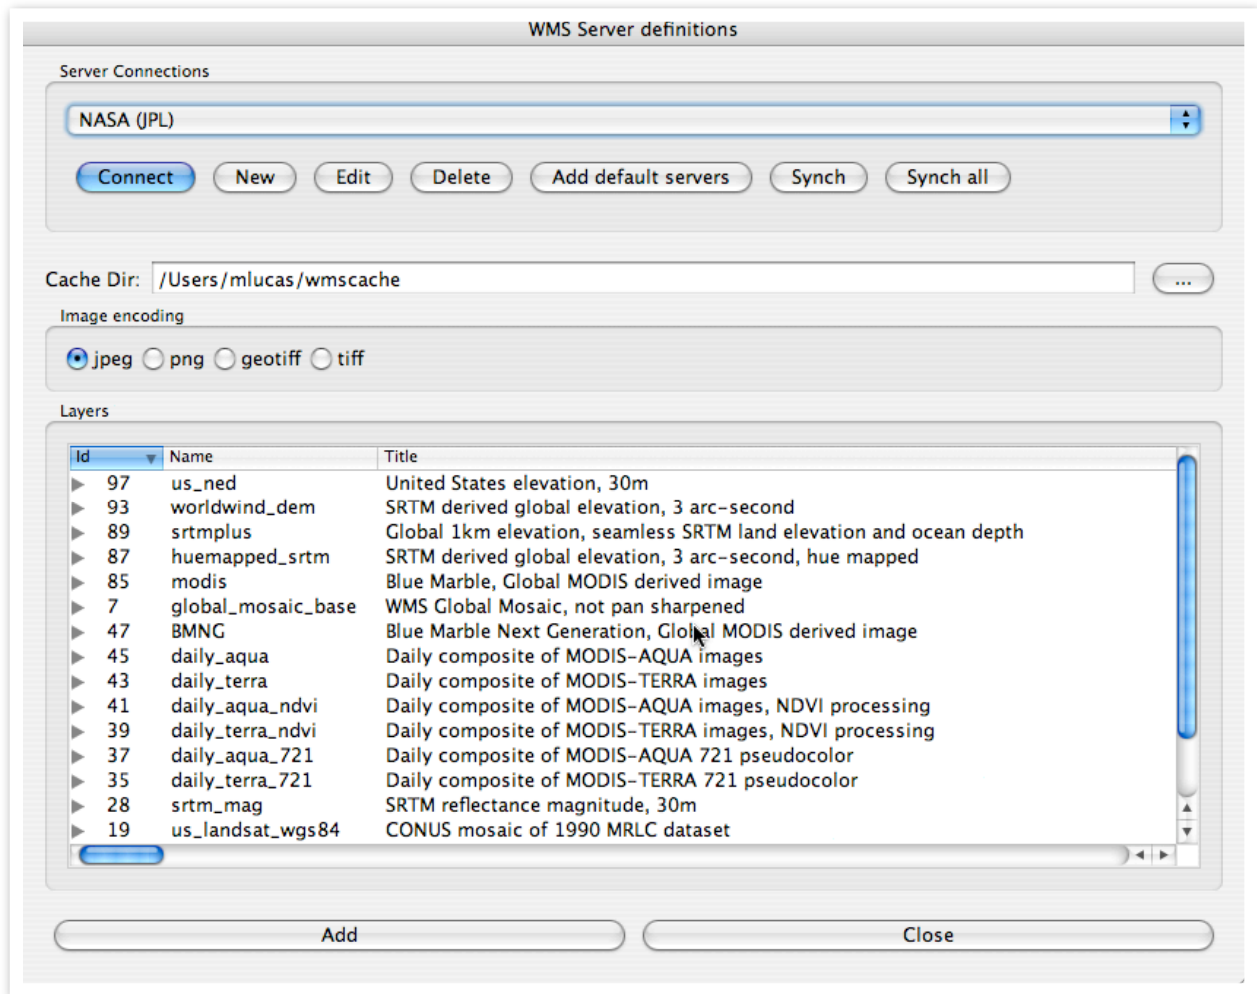 WMS Server definitions
Server Connections
NASA (JPL)
Connect New Edit Delete Add default servers Synch Synch all
Cache Dir: /Users/mlucas/wmscache ...
Image encoding
jpeg png geotiff tiff
Layers
Id Name Title
97 us_ned United States elevation, 30m
93 worldwind_dem SRTM derived global elevation, 3 arc-second
89 srtmplus Global 1km elevation, seamless SRTM land elevation and ocean depth
87 huemapped_srtm SRTM derived global elevation, 3 arc-second, hue mapped
85 modis Blue Marble, Global MODIS derived image
7 global_mosaic_base WMS Global Mosaic, not pan sharpened
47 BMNG Blue Marble Next Generation, Global MODIS derived image
45 daily_aqua Daily composite of MODIS-AQUA images
43 daily_terra Daily composite of MODIS-TERRA images
41 daily_aqua_ndvi Daily composite of MODIS-AQUA images, NDVI processing
39 daily_terra_ndvi Daily composite of MODIS-TERRA images, NDVI processing
37 daily_aqua_721 Daily composite of MODIS-AQUA 721 pseudocolor
35 daily_terra_721 Daily composite of MODIS-TERRA 721 pseudocolor
28 srtm_mag SRTM reflectance magnitude, 30m
19 us_landsat_wgs84 CONUS mosaic of 1990 MRLC dataset
Add Close